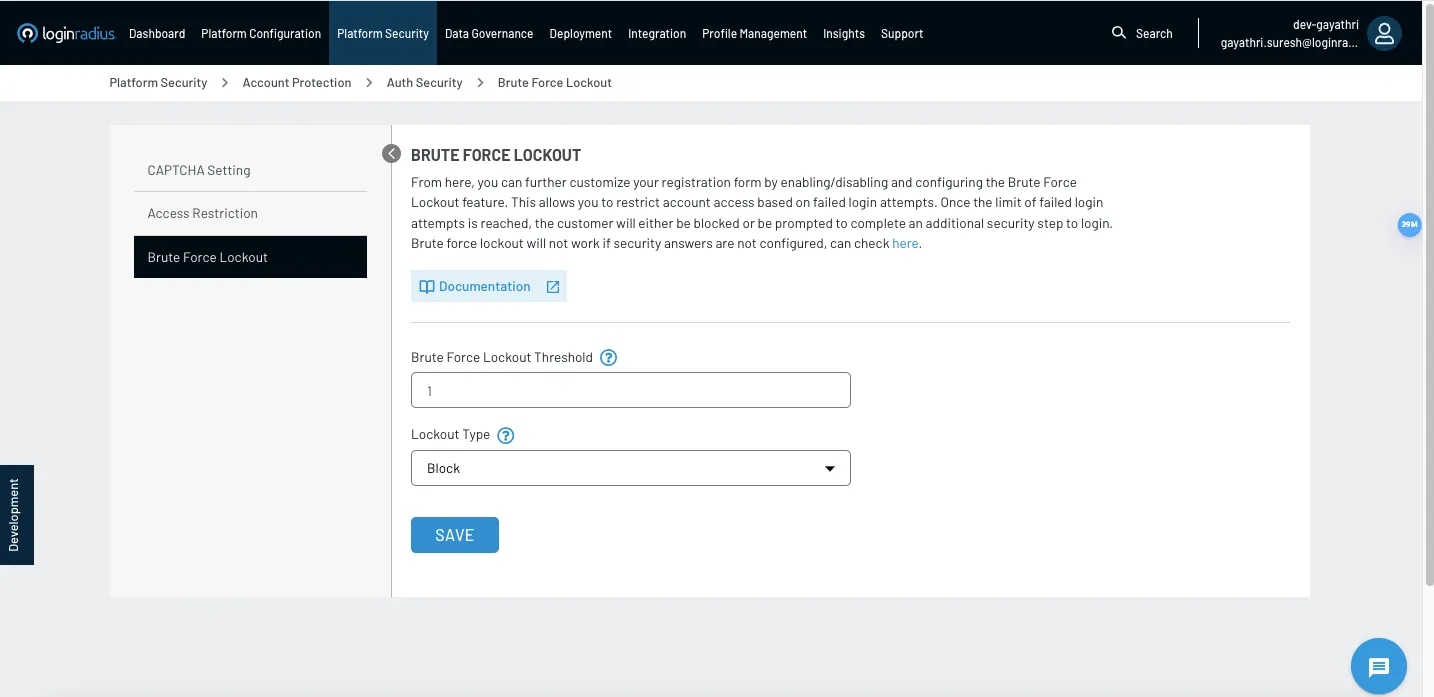 loginradius
Dashboard
Platform Configuration
Platform Security
Data Governance
Deployment
Integration
Profile Management
Insights
Support
Search
dev-gayathri
gayathri.suresh@loginra...
Platform Security > Account Protection > Auth Security > Brute Force Lockout
CAPTCHA Setting
Access Restriction
Brute Force Lockout
BRUTE FORCE LOCKOUT
From here, you can further customize your registration form by enabling/disabling and configuring the Brute Force
Lockout feature. This allows you to restrict account access based on failed login attempts. Once the limit of failed login
attempts is reached, the customer will either be blocked or be prompted to complete an additional security step to login.
Brute force lockout will not work if security answers are not configured, can check here.
Documentation
Brute Force Lockout Threshold ?
1
Lockout Type ?
Block
SAVE
Development
39M